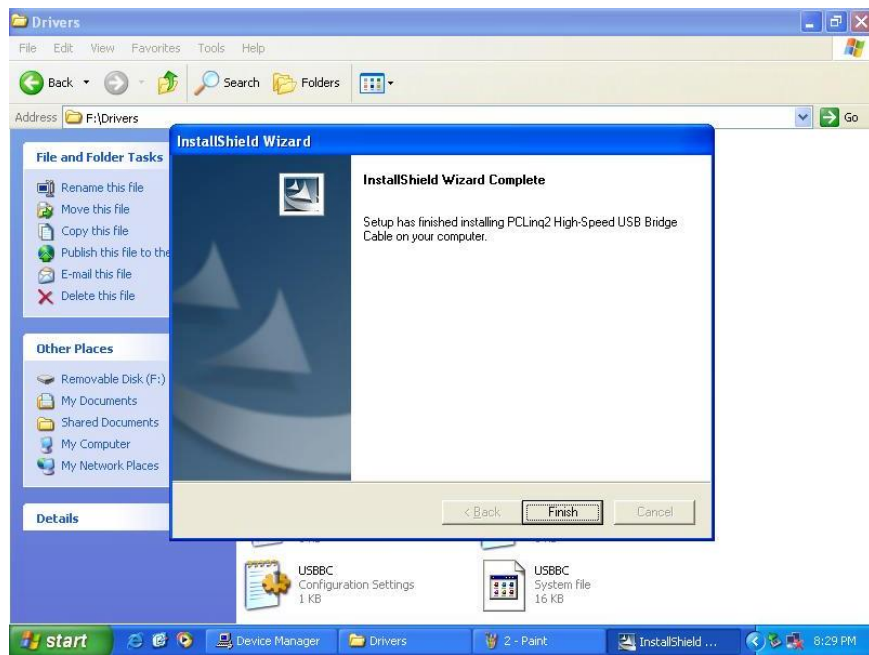 Drivers
File Edit View Favorites Tools Help
Back Search Folders
Address F:\Drivers Go
InstallShield Wizard
File and Folder Tasks
Rename this file
Move this file
Copy this file
Publish this file to the
E-mail this file
Delete this file
Other Places
Removable Disk (F:)
My Documents
Shared Documents
My Computer
My Network Places
Details
InstallShield Wizard Complete
Setup has finished installing PCLinq2 High-Speed USB Bridge
Cable on your computer.
< Back Finish Cancel
USBBC
Configuration Settings
1 KB
USBBC
System file
16 KB
start Device Manager Drivers 2 - Paint InstallShield ... 8:29 PM